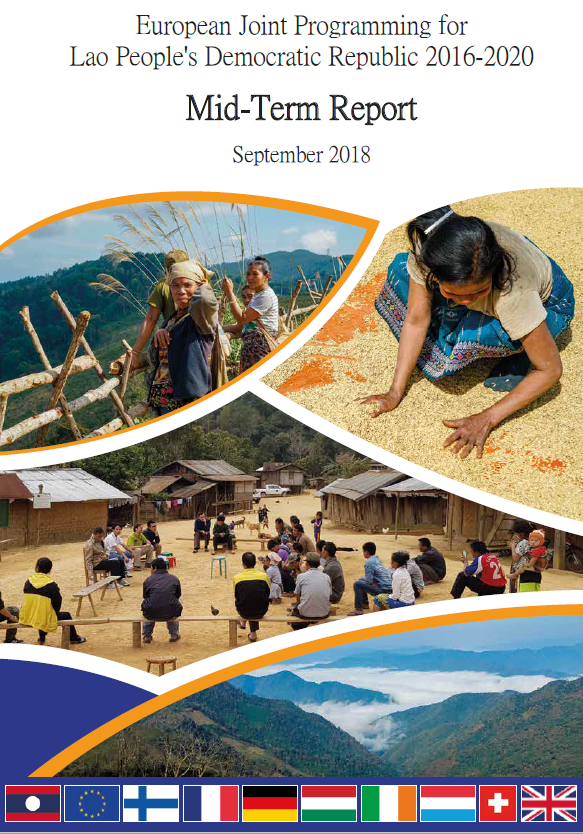 European Joint Programming for
Lao People's Democratic Republic 2016-2020
Mid-Term Report
September 2018